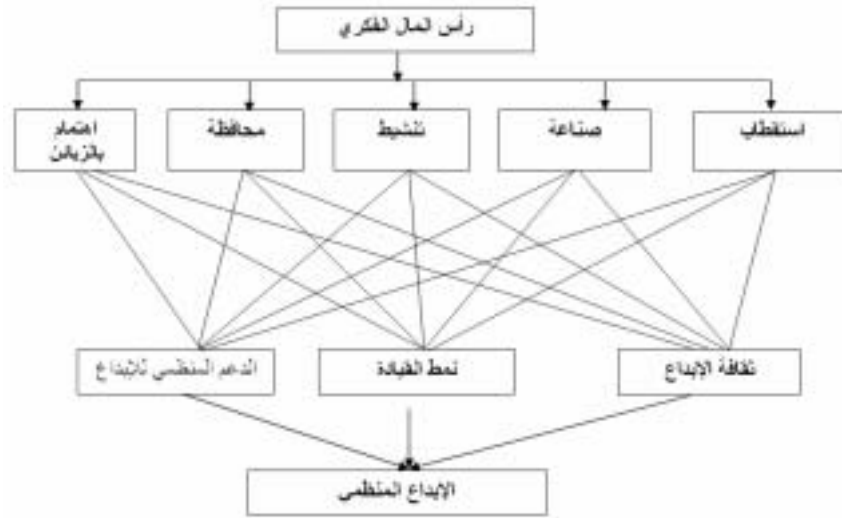 رأس المال الفكري
استقطاب
صناعة
تنشيط
محافظة
اهتمام
بالزبائن
ثقافة الإبداع
نمط القيادة
الدعم المنظمي للإبداع
الإبداع المنظمي